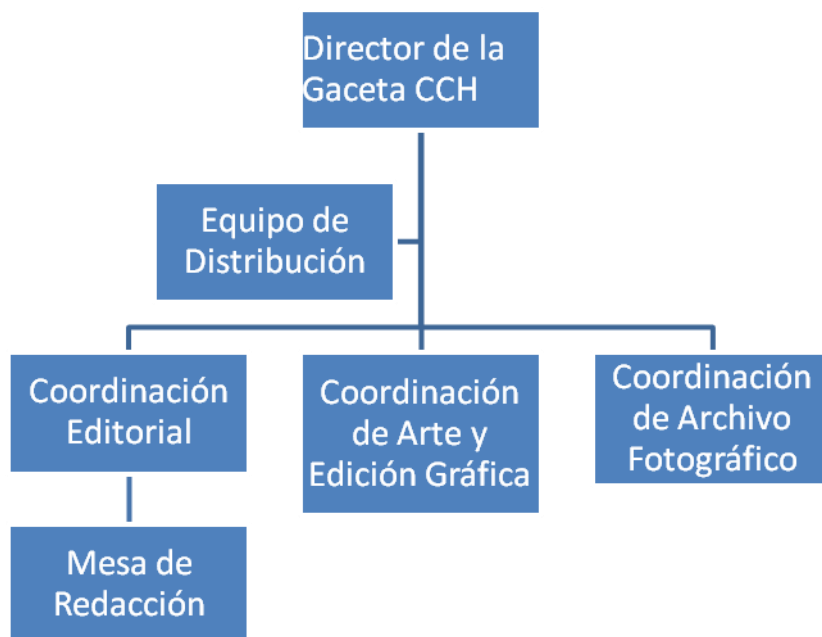 Director de la
Gaceta CCH
Equipo de
Distribución
Coordinación
Editorial
Coordinación
de Arte y
Edición Gráfica
Coordinación
de Archivo
Fotográfico
Mesa de
Redacción